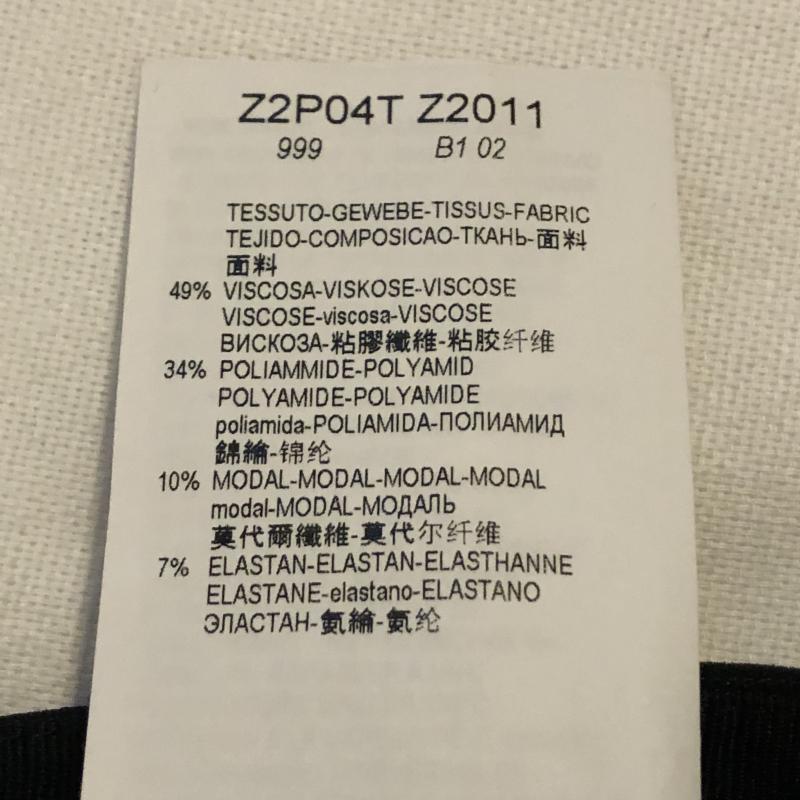 Z2P04T Z2011
999 B1 02
TESSUTO-GEWEBE-TISSUS-FABRIC
TEJIDO-COMPOSICAO-ТКАНЬ-面料
面料
49% VISCOSA-VISKOSE-VISCOSE
VISCOSE-viscosa-VISCOSE
ВИСКОЗА-粘膠纖維-粘胶纤维
34% POLIAMMIDE-POLYAMID
POLYAMIDE-POLYAMIDE
poliamida-POLIAMIDA-ПОЛИАМИД
錦綸-锦纶
10% MODAL-MODAL-MODAL-MODAL
modal-MODAL-МОДАЛЬ
莫代爾纖維-莫代尔纤维
7% ELASTAN-ELASTAN-ELASTHANNE
ELASTANE-elastano-ELASTANO
ЭЛАСТАН-氨綸-氨纶